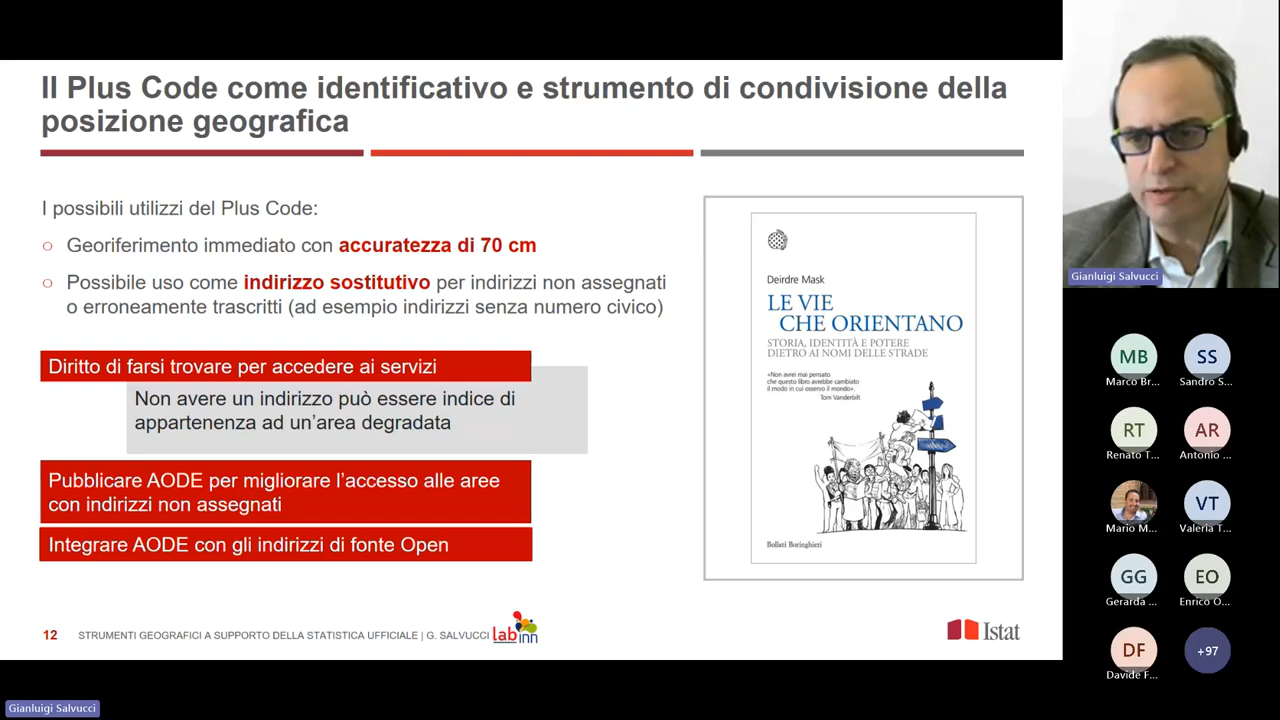 Il Plus Code come identificativo e strumento di condivisione della
posizione geografica
I possibili utilizzi del Plus Code:
Georiferimento immediato con accuratezza di 70 cm
Possibile uso come indirizzo sostitutivo per indirizzi non assegnati
o erroneamente trascritti (ad esempio indirizzi senza numero civico)
Diritto di farsi trovare per accedere ai servizi
Non avere un indirizzo può essere indice di
appartenenza ad un'area degradata
Pubblicare AODE per migliorare l'accesso alle aree
con indirizzi non assegnati
Integrare AODE con gli indirizzi di fonte Open
Deirdre Mask
LE VIE
CHE ORIENTANO
STORIA, IDENTITÀ E POTERE
DIETRO AI NOMI DELLE STRADE
«Non avrei mai pensato
che questo libro avrebbe cambiato
il modo in cui osservo il mondo».
Tom Vanderbilt
Bollati Boringhieri
12
STRUMENTI GEOGRAFICI A SUPPORTO DELLA STATISTICA UFFICIALE | G. SALVUCCI
labinn
Istat
Gianluigi Salvucci
MB
Marco Br...
SS
Sandro S...
RT
Renato T...
AR
Antonio ...
Mario M...
VT
Valeria T...
GG
Gerarda ...
EO
Enrico O...
DF
Davide F...
+97
Gianluigi Salvucci